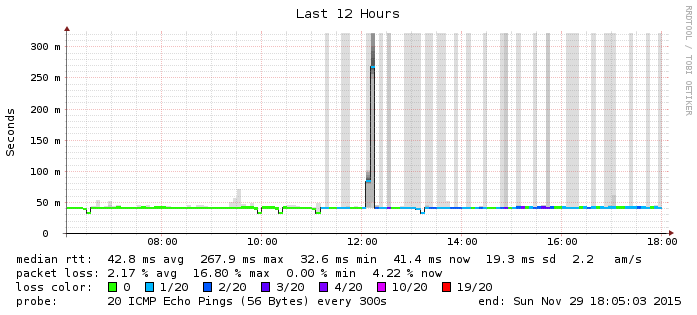 Last 12 Hours
RRDTOOL / TOBI OETIKER
Seconds
300 m
250 m
200 m
150 m
100 m
50 m
0
08:00 10:00 12:00 14:00 16:00 18:00
median rtt: 42.8 ms avg 267.9 ms max 32.6 ms min 41.4 ms now 19.3 ms sd 2.2 am/s
packet loss: 2.17 % avg 16.80 % max 0.00 % min 4.22 % now
loss color: 0 1/20 2/20 3/20 4/20 10/20 19/20
probe: 20 ICMP Echo Pings (56 Bytes) every 300s end: Sun Nov 29 18:05:03 2015